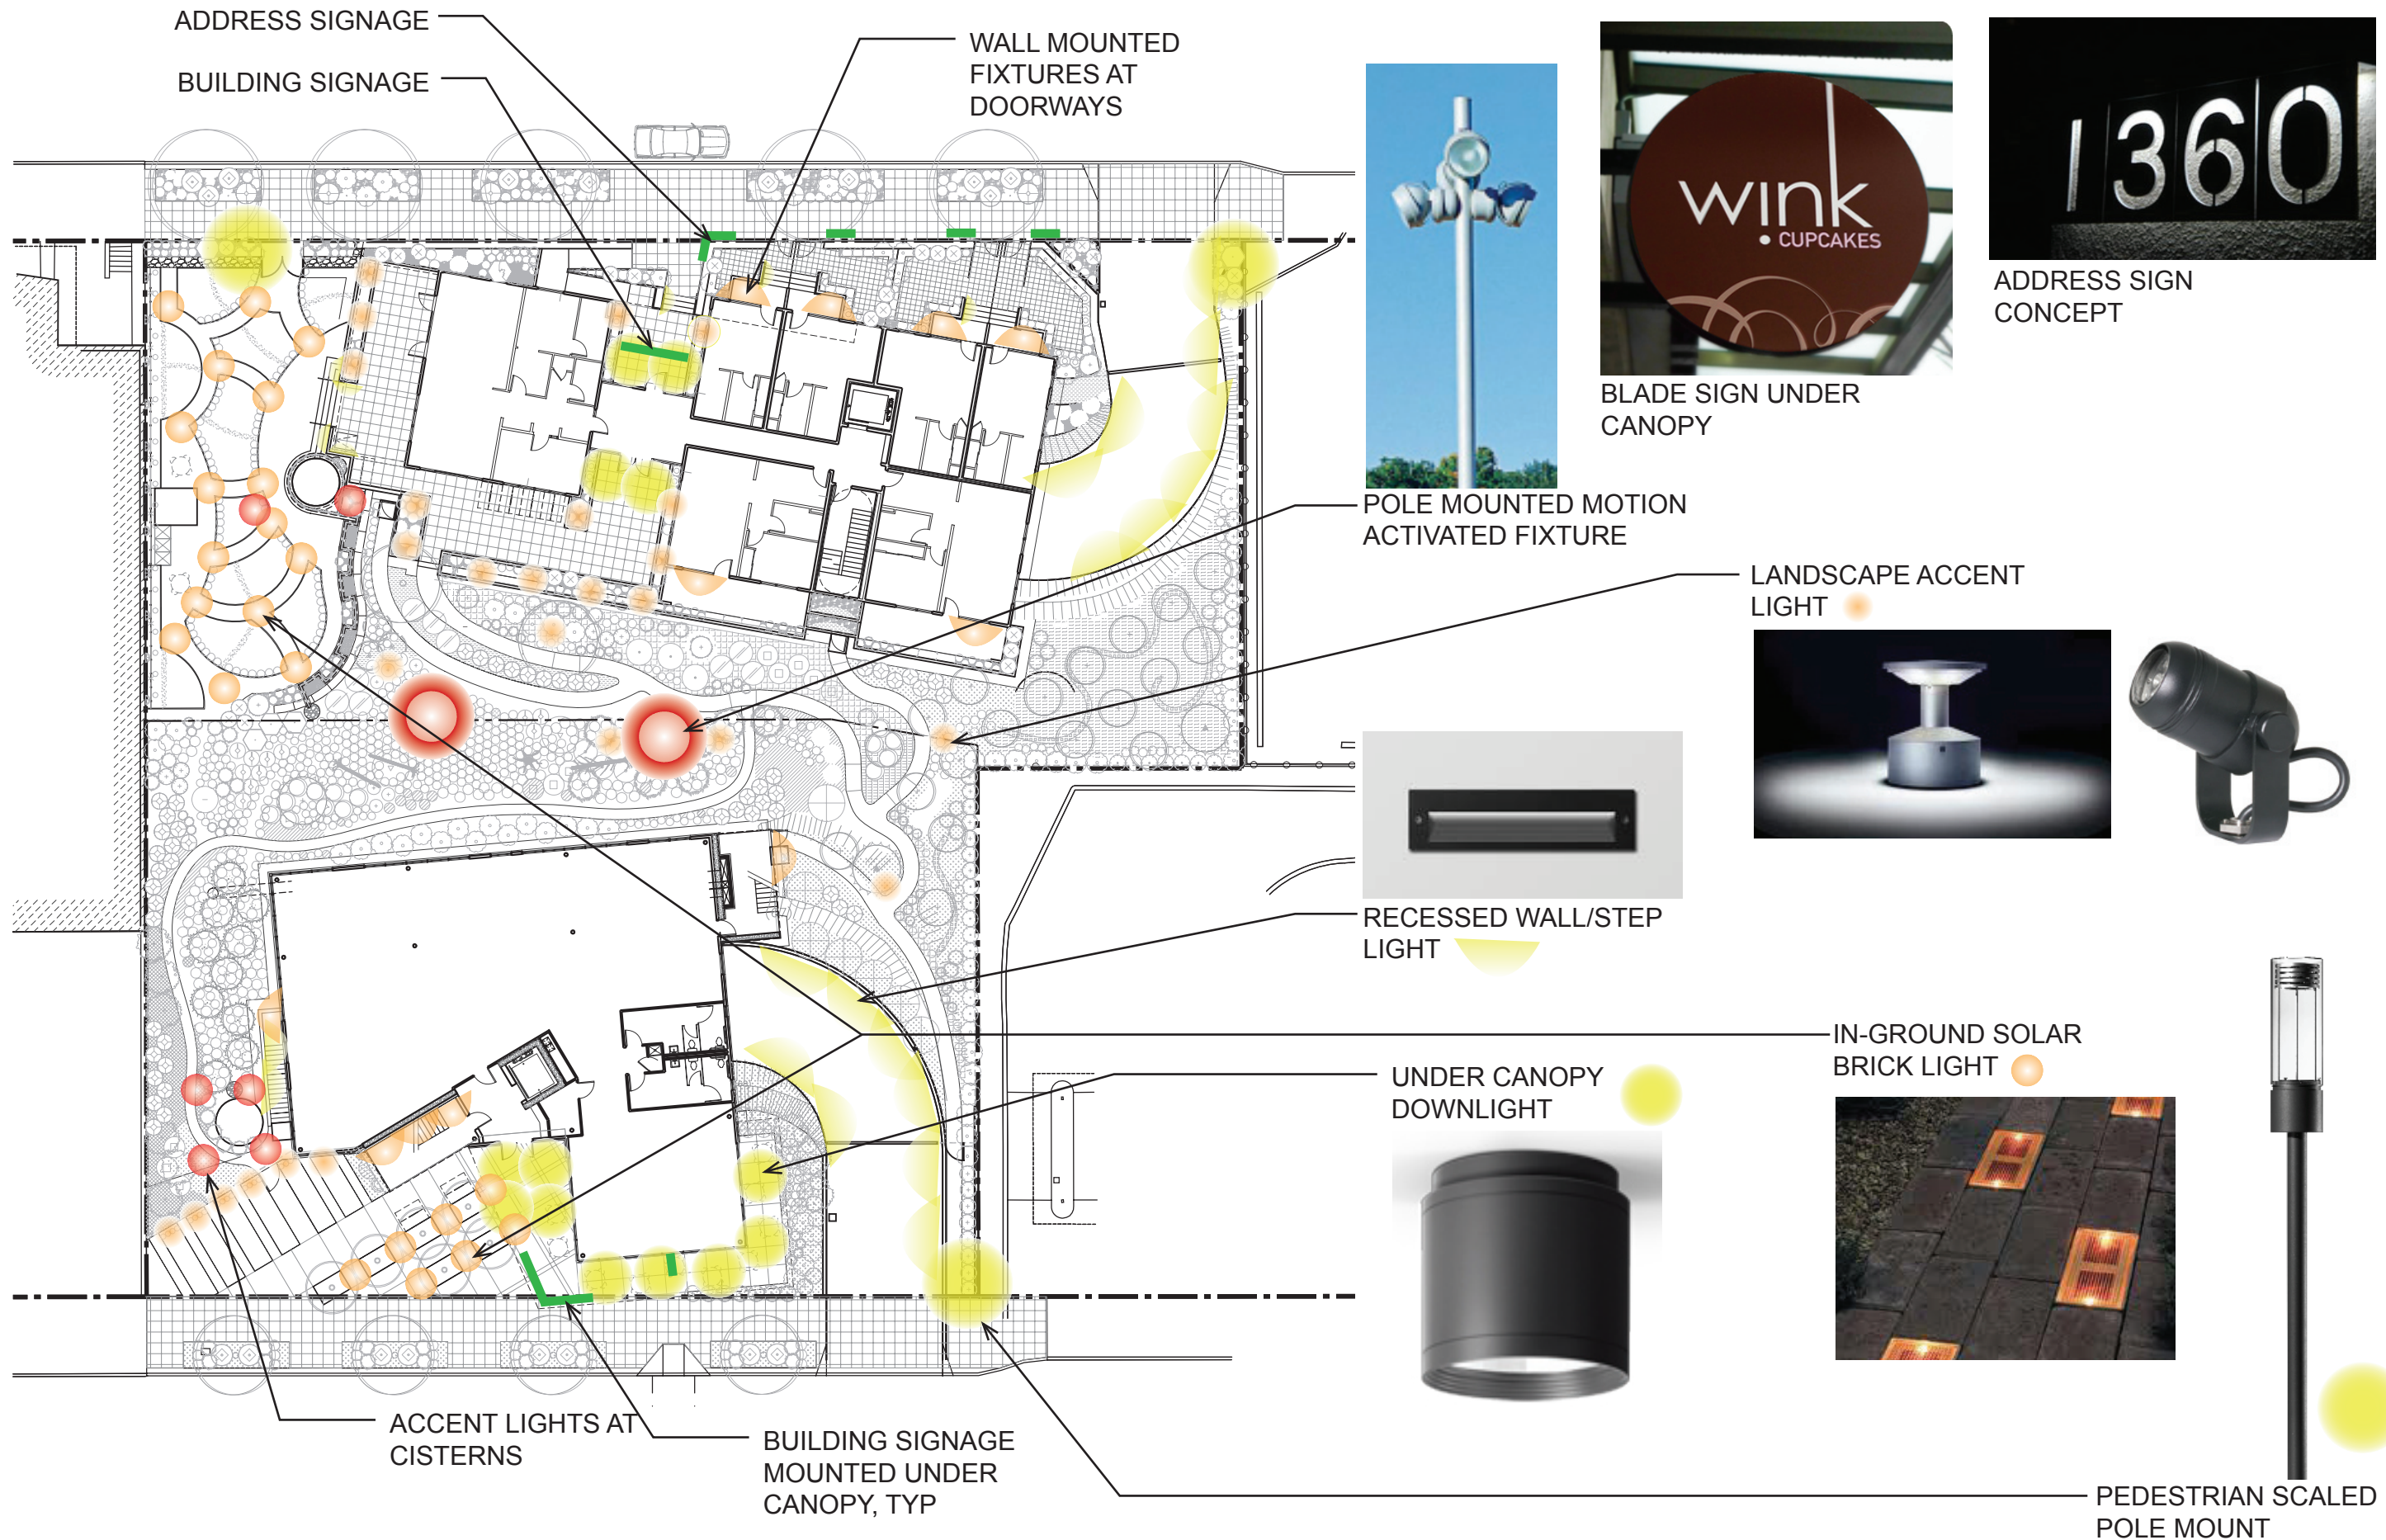 ADDRESS SIGNAGE
BUILDING SIGNAGE
WALL MOUNTED
FIXTURES AT
DOORWAYS
wink
CUPCAKES
BLADE SIGN UNDER
CANOPY
1360
ADDRESS SIGN
CONCEPT
POLE MOUNTED MOTION
ACTIVATED FIXTURE
LANDSCAPE ACCENT
LIGHT
RECESSED WALL/STEP
LIGHT
IN-GROUND SOLAR
BRICK LIGHT
UNDER CANOPY
DOWNLIGHT
ACCENT LIGHTS AT
CISTERNS
BUILDING SIGNAGE
MOUNTED UNDER
CANOPY, TYP
PEDESTRIAN SCALED
POLE MOUNT